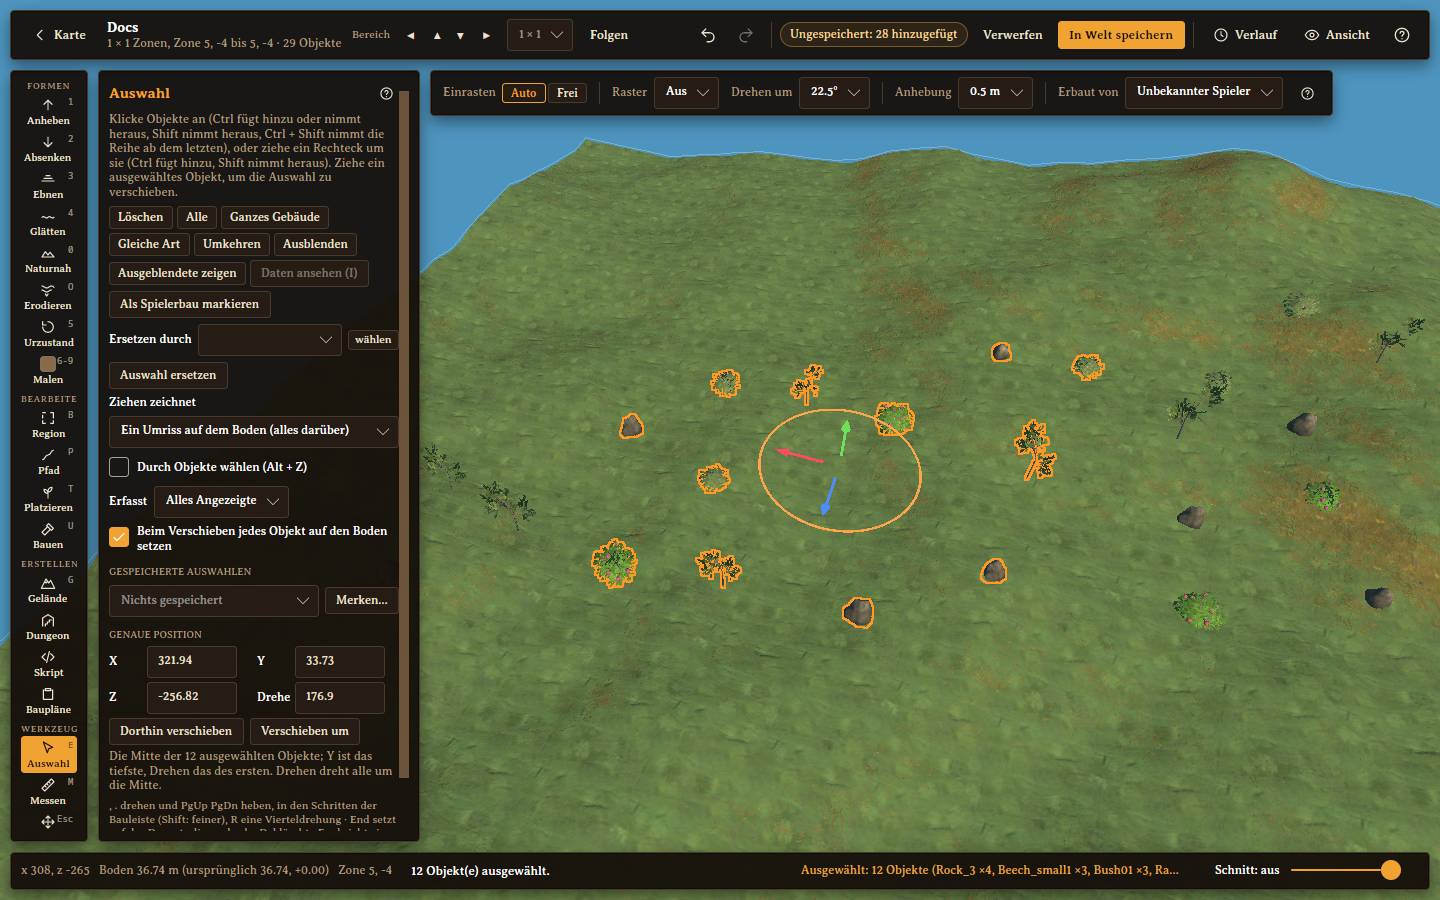 Karte
Docs
1 × 1 Zonen, Zone 5, -4 bis 5, -4 · 29 Objekte
Bereich
1 × 1
Folgen
Ungespeichert: 28 hinzugefügt
Verwerfen
In Welt speichern
Verlauf
Ansicht
FORMEN
1
Anheben
2
Absenken
3
Ebnen
4
Glätten
0
Naturnah
O
Erodieren
5
Urzustand
6-9
Malen
BEARBEITE
B
Region
P
Pfad
T
Platzieren
U
Bauen
ERSTELLEN
G
Gelände
Dungeon
Skript
Baupläne
WERKZEUG
E
Auswahl
M
Messen
Esc
Auswahl
Klicke Objekte an (Ctrl fügt hinzu oder nimmt
heraus, Shift nimmt heraus, Ctrl + Shift nimmt die
Reihe ab dem letzten), oder ziehe ein Rechteck um
sie (Ctrl fügt hinzu, Shift nimmt heraus). Ziehe ein
ausgewähltes Objekt, um die Auswahl zu
verschieben.
Löschen Alle Ganzes Gebäude
Gleiche Art Umkehren Ausblenden
Ausgeblendete zeigen Daten ansehen (I)
Als Spielerbau markieren
Ersetzen durch wählen
Auswahl ersetzen
Ziehen zeichnet
Ein Umriss auf dem Boden (alles darüber)
Durch Objekte wählen (Alt + Z)
Erfasst Alles Angezeigte
Beim Verschieben jedes Objekt auf den Boden
setzen
GESPEICHERTE AUSWAHLEN
Nichts gespeichert Merken...
GENAUE POSITION
X 321.94 Y 33.73
Z -256.82 Drehe 176.9
Dorthin verschieben Verschieben um
Die Mitte der 12 ausgewählten Objekte; Y ist das
tiefste, Drehen das des ersten. Drehen dreht alle um
die Mitte.
, . drehen und PgUp PgDn heben, in den Schritten der
Bauleiste (Shift: feiner), R eine Vierteldrehung · End setzt
Einrasten Auto Frei Raster Aus Drehen um 22.5° Anhebung 0.5 m Erbaut von Unbekannter Spieler
x 308, z -265 Boden 36.74 m (ursprünglich 36.74, +0.00) Zone 5, -4 12 Objekt(e) ausgewählt.
Ausgewählt: 12 Objekte (Rock_3 ×4, Beech_small1 ×3, Bush01 ×3, Ra...
Schnitt: aus